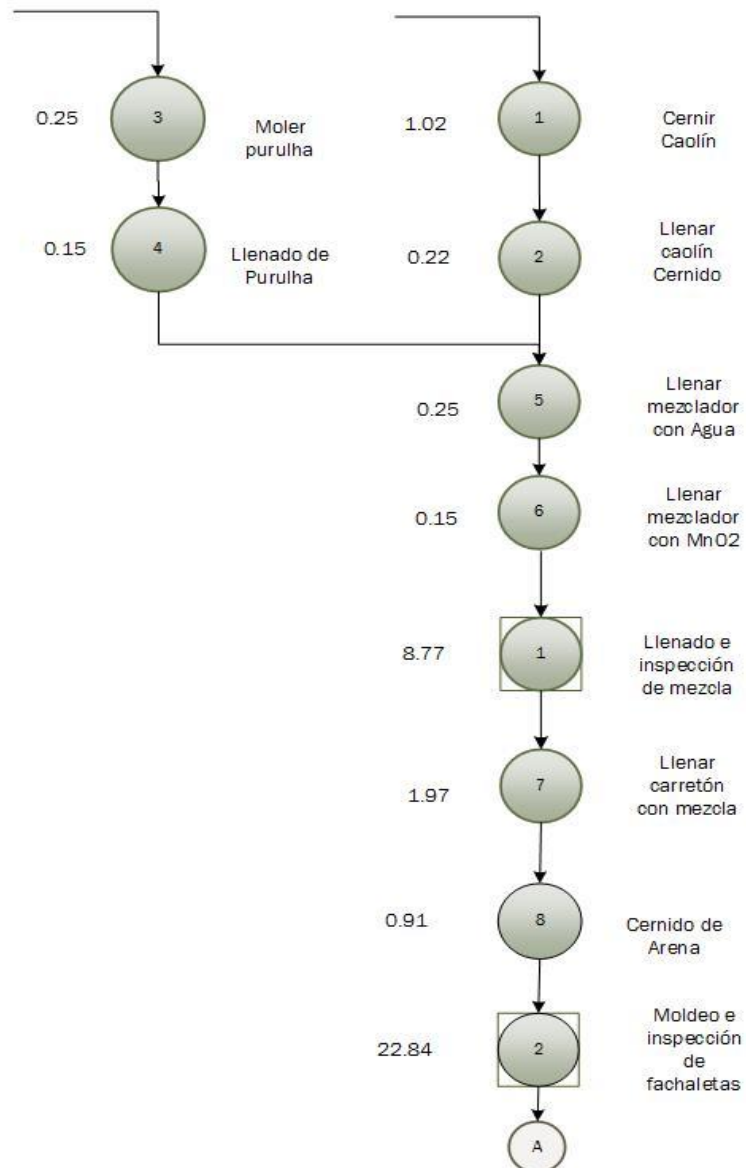 0.25
3
Moler
purulha
1.02
1
Cernir
Caolín
0.15
4
Llenado de
Purulha
0.22
2
Llenar
caolín
Cernido
0.25
5
Llenar
mezclador
con Agua
0.15
6
Llenar
mezclador
con MnO2
8.77
1
Llenado e
inspección
de mezcla
1.97
7
Llenar
carretón
con mezcla
0.91
8
Cernido de
Arena
22.84
2
Moldeo e
inspección
de
fachaletas
A